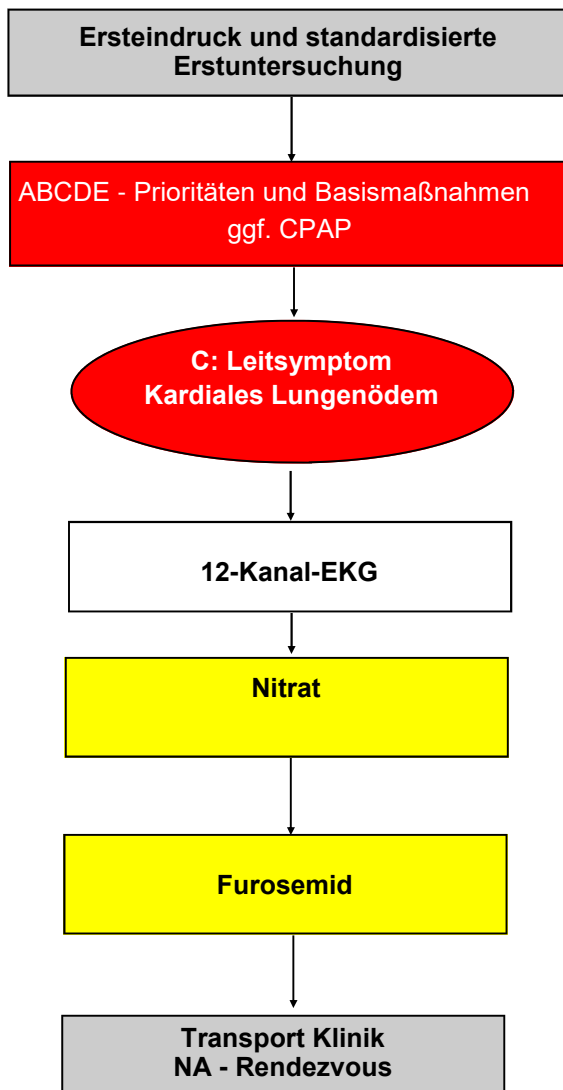 Ersteindruck und standardisierte
Erstuntersuchung
ABCDE - Prioritäten und Basismaßnahmen
ggf. CPAP
C: Leitsymptom
Kardiales Lungenödem
12-Kanal-EKG
Nitrat
Furosemid
Transport Klinik
NA - Rendezvous